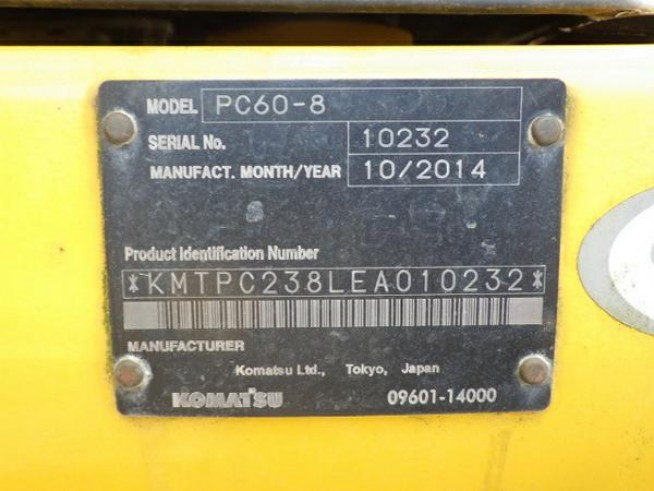 MODEL PC60-8
SERIAL No. 10232
MANUFACT. MONTH/YEAR 10/2014
Product Identification Number
*KMTPC238LEA010232*
MANUFACTURER
Komatsu Ltd., Tokyo, Japan
KOMATSU 09601-14000